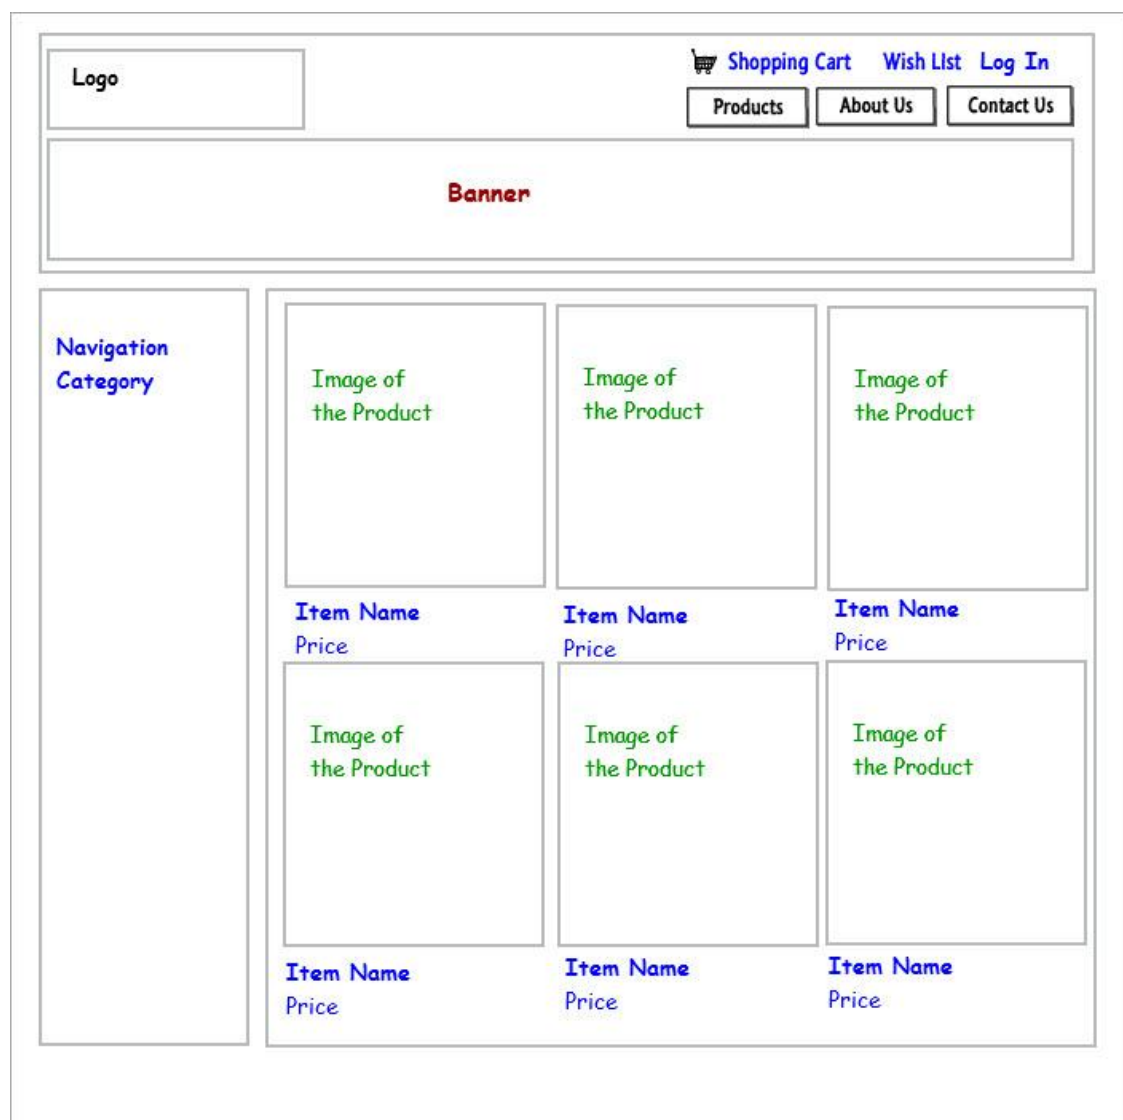 Logo
Shopping Cart Wish LIst Log In
Products About Us Contact Us
Banner
Navigation
Category
Image of
the Product
Image of
the Product
Image of
the Product
Item Name
Price
Item Name
Price
Item Name
Price
Image of
the Product
Image of
the Product
Image of
the Product
Item Name
Price
Item Name
Price
Item Name
Price